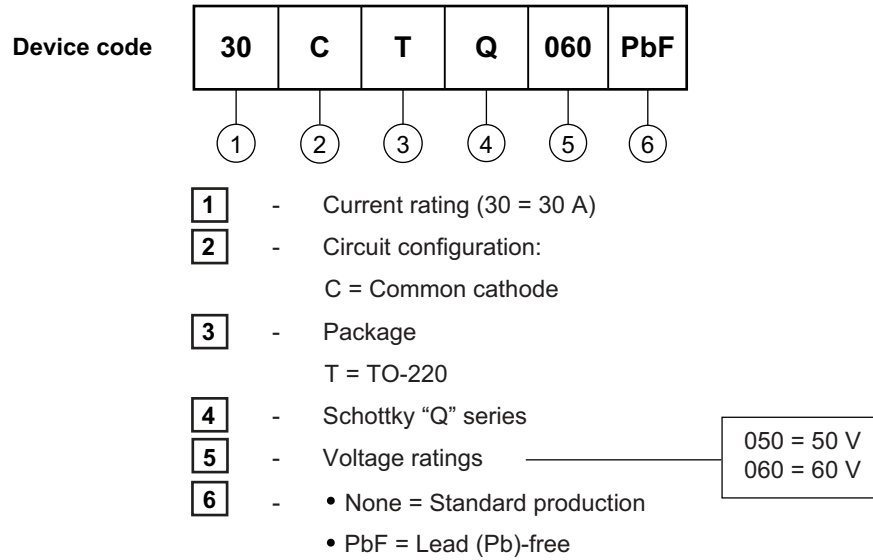 Device code 30 C T Q 060 PbF
1 2 3 4 5 6
1 - Current rating (30 = 30 A)
2 - Circuit configuration:
C = Common cathode
3 - Package
T = TO-220
4 - Schottky “Q” series
5 - Voltage ratings
050 = 50 V
060 = 60 V
6 - • None = Standard production
• PbF = Lead (Pb)-free